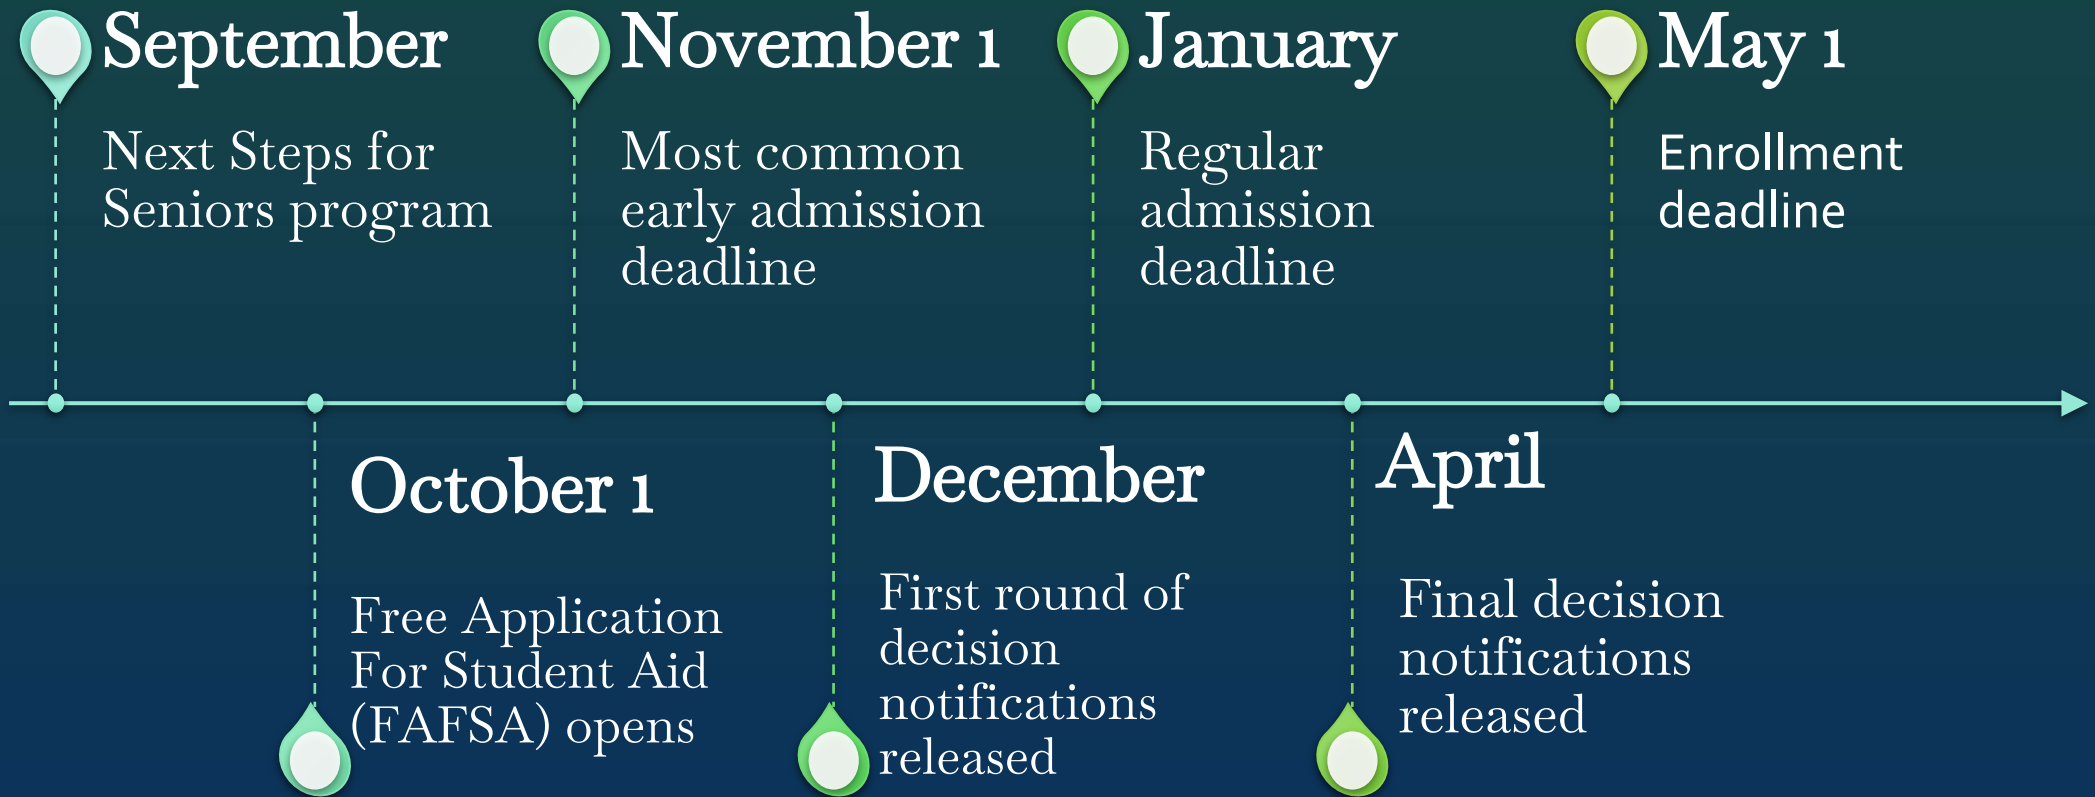 September
Next Steps for
Seniors program
October 1
Free Application
For Student Aid
(FAFSA) opens
November 1
Most common
early admission
deadline
December
First round of
decision
notifications
released
January
Regular
admission
deadline
April
Final decision
notifications
released
May 1
Enrollment
deadline